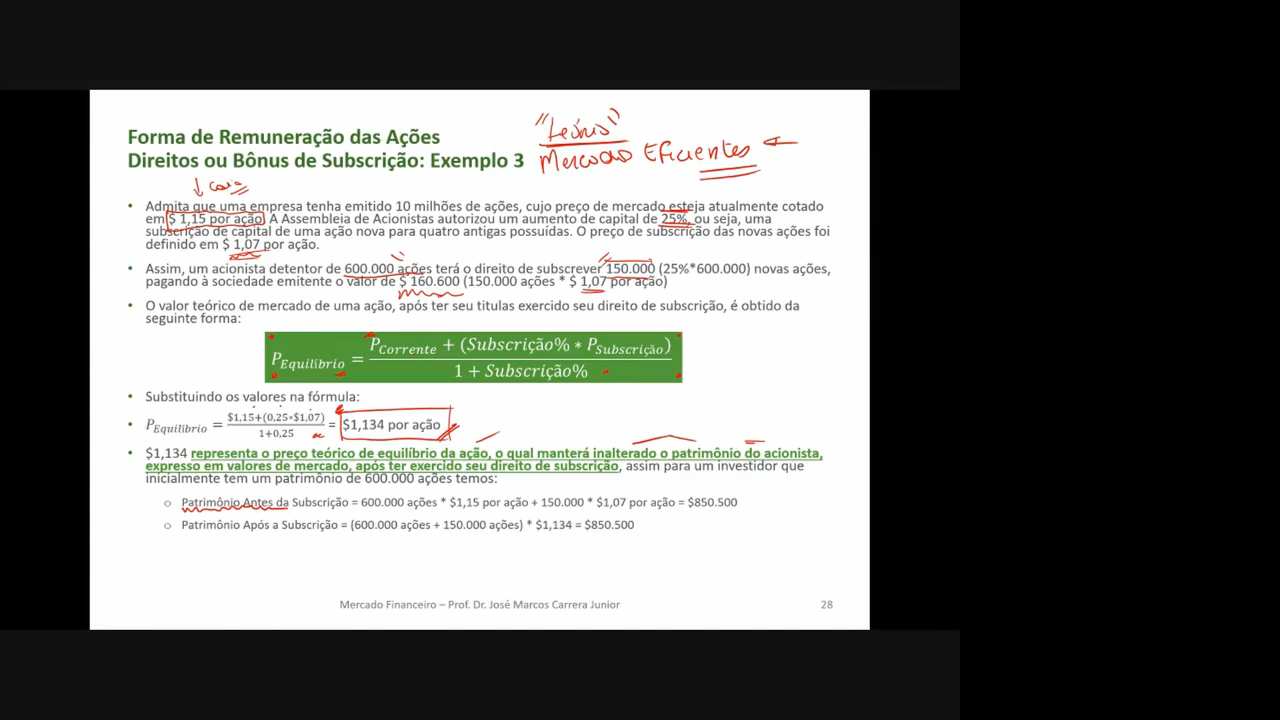 Forma de Remuneração das Ações
Direitos ou Bônus de Subscrição: Exemplo 3
"teórico"
Mercado Eficientes
• Admita que uma empresa tenha emitido 10 milhões de ações, cujo preço de mercado esteja atualmente cotado
em $ 1,15 por ação. A Assembleia de Acionistas autorizou um aumento de capital de 25%, ou seja, uma
subscrição de capital de uma ação nova para quatro antigas possuídas. O preço de subscrição das novas ações foi
definido em $ 1,07 por ação.
• Assim, um acionista detentor de 600.000 ações terá o direito de subscrever 150.000 (25%*600.000) novas ações,
pagando à sociedade emitente o valor de $ 160.600 (150.000 ações * $ 1,07 por ação)
• O valor teórico de mercado de uma ação, após ter seu titulas exercido seu direito de subscrição, é obtido da
seguinte forma:
P_Equilíbrio = P_Corrente + (Subscrição% * P_Subscrição) / 1 + Subscrição%
• Substituindo os valores na fórmula:
• P_Equilíbrio = $1,15+(0,25*$1,07) / 1+0,25 = $1,134 por ação
• $1,134 representa o preço teórico de equilíbrio da ação, o qual manterá inalterado o patrimônio do acionista,
expresso em valores de mercado, após ter exercido seu direito de subscrição, assim para um investidor que
inicialmente tem um patrimônio de 600.000 ações temos:
○ Patrimônio Antes da Subscrição = 600.000 ações * $1,15 por ação + 150.000 * $1,07 por ação = $850.500
○ Patrimônio Após a Subscrição = (600.000 ações + 150.000 ações) * $1,134 = $850.500
Mercado Financeiro – Prof. Dr. José Marcos Carrera Junior
28